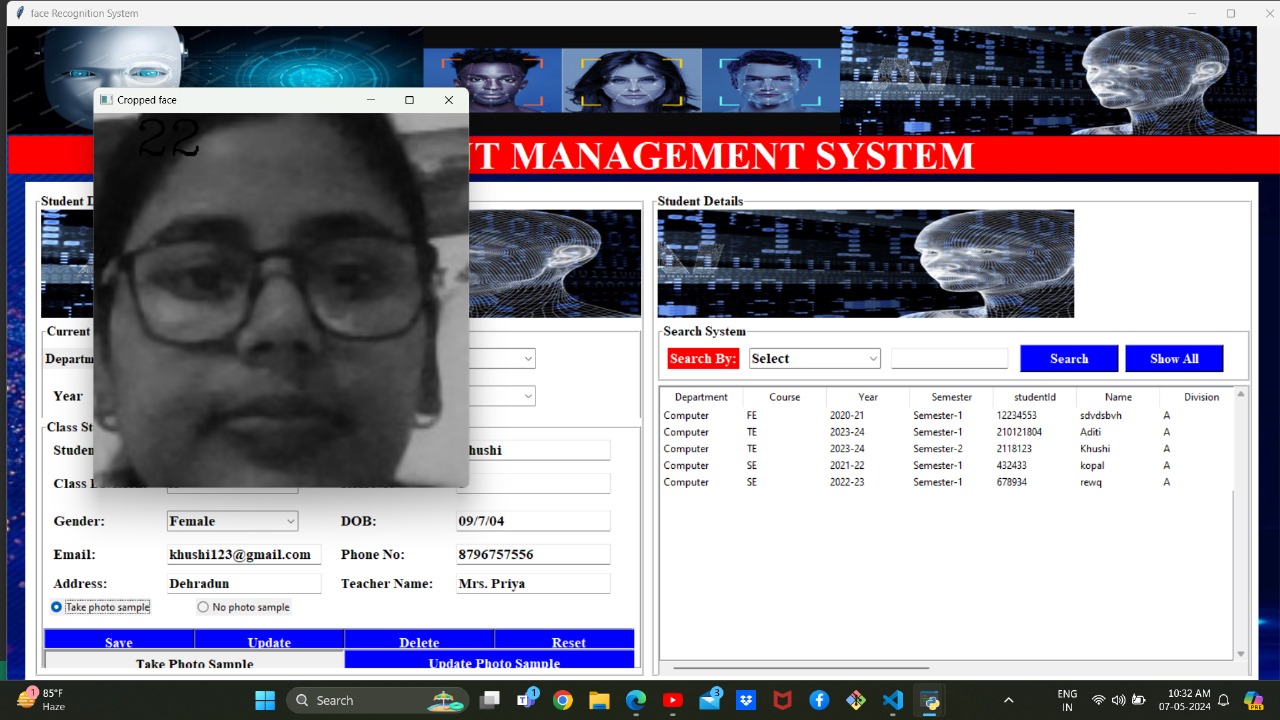 face Recognition System
Cropped face
22
T MANAGEMENT SYSTEM
Student D
Student Details
Current
Search System
Departm
Search By:
Select
Search
Show All
Year
Department Course Year Semester studentId Name Division
Computer FE 2020-21 Semester-1 12234553 sdvdsbvh A
Computer TE 2023-24 Semester-1 210121804 Aditi A
Computer TE 2023-24 Semester-2 2118123 Khushi A
Computer SE 2021-22 Semester-1 432433 kopal A
Computer SE 2022-23 Semester-1 678934 rewq A
Class St
Studen
hushi
Class
Gender: Female DOB: 09/7/04
Email: khushi123@gmail.com Phone No: 8796757556
Address: Dehradun Teacher Name: Mrs. Priya
Take photo sample No photo sample
Save Update Delete Reset
Take Photo Sample Update Photo Sample
85°F
Haze
1
Search
1
3
ENG
IN
10:32 AM
07-05-2024
PRE